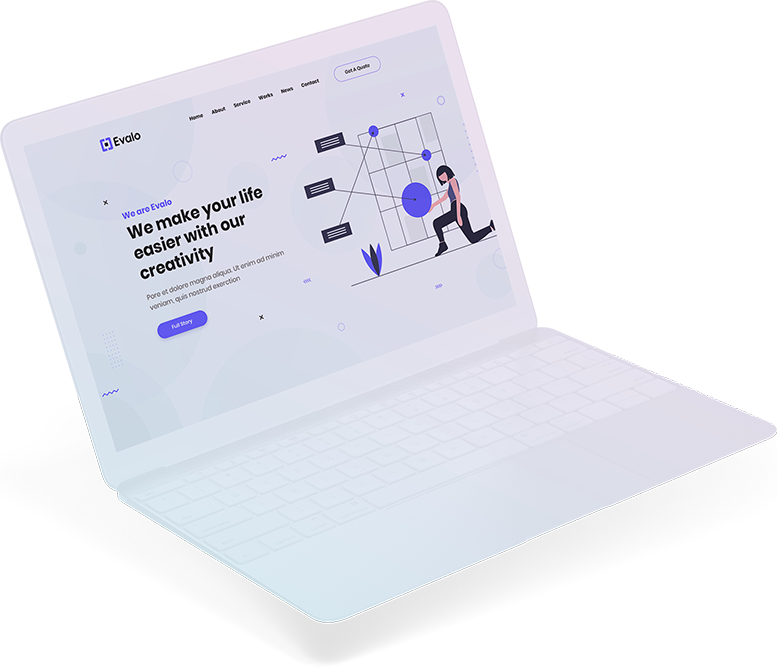 Evalo
Home About Service Works News Contact Get A Quote
We are Evalo
We make your life
easier with our
creativity
Pore et dolore magna aliqua. Ut enim ad minim
veniam, quis nostrud exerction
Full Story